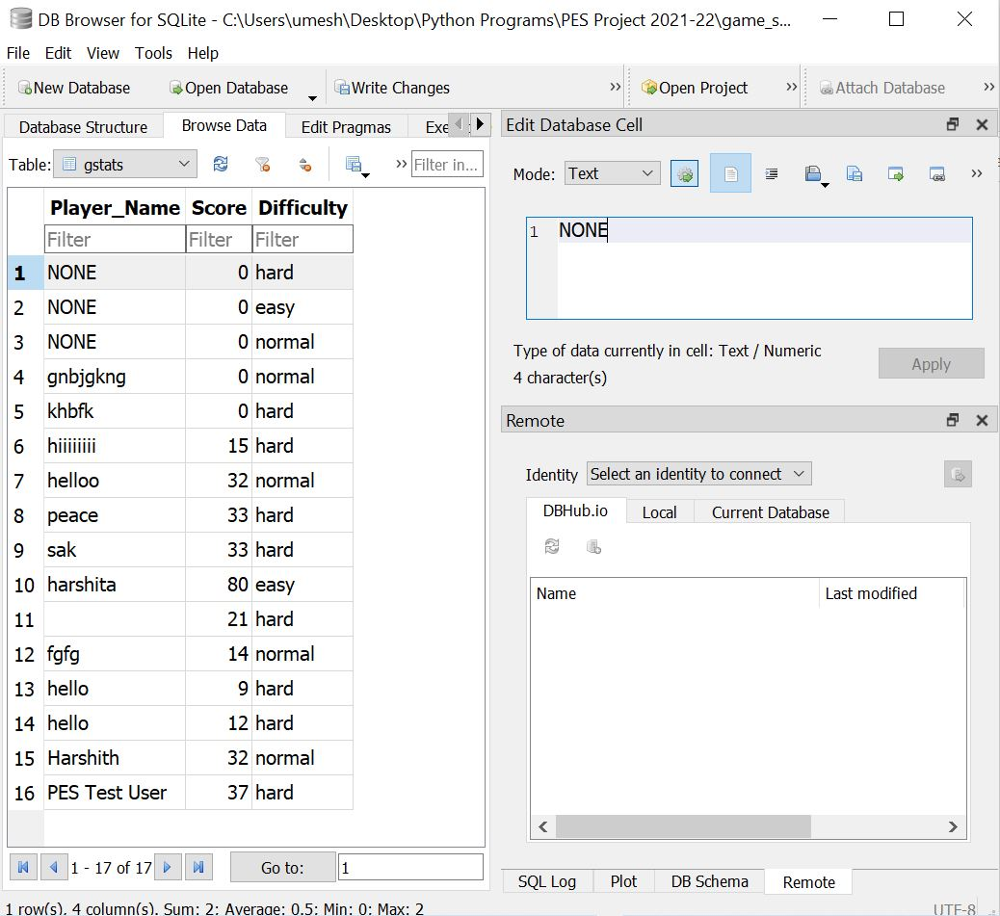 DB Browser for SQLite - C:\Users\umesh\Desktop\Python Programs\PES Project 2021-22\game_s...
File Edit View Tools Help
New Database Open Database Write Changes » Open Project » Attach Database »
Database Structure Browse Data Edit Pragmas
Table: gstats » Filter in...
Player_Name Score Difficulty
Filter Filter Filter
1 NONE 0 hard
2 NONE 0 easy
3 NONE 0 normal
4 gnbjgkng 0 normal
5 khbfk 0 hard
6 hiiiiiiii 15 hard
7 helloo 32 normal
8 peace 33 hard
9 sak 33 hard
10 harshita 80 easy
11 21 hard
12 fgfg 14 normal
13 hello 9 hard
14 hello 12 hard
15 Harshith 32 normal
16 PES Test User 37 hard
1 - 17 of 17 Go to: 1
1 row(s), 4 column(s), Sum: 2; Average: 0.5; Min: 0; Max: 2
Edit Database Cell
Mode: Text »
1 NONE
Type of data currently in cell: Text / Numeric
4 character(s)
Apply
Remote
Identity Select an identity to connect
DBHub.io Local Current Database
Name Last modified
SQL Log Plot DB Schema Remote
UTF-8